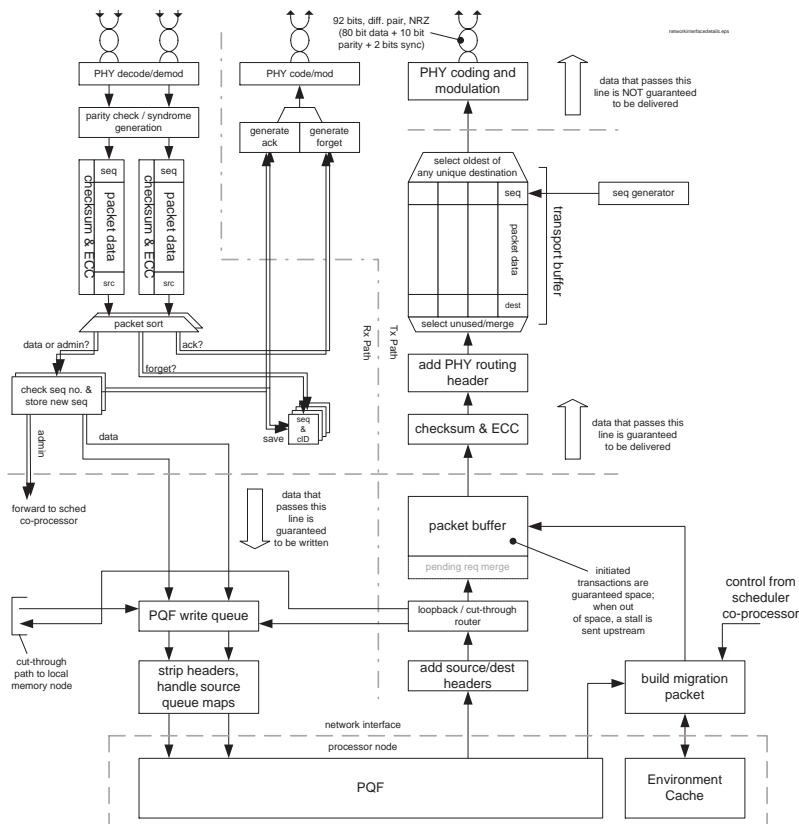 92 bits, diff. pair, NRZ
(80 bit data + 10 bit
parity + 2 bits sync)
networkinterfacedetails.eps
PHY decode/demod
PHY code/mod
PHY coding and
modulation
data that passes this
line is NOT guaranteed
to be delivered
parity check / syndrome
generation
generate
ack
generate
forget
select oldest of
any unique destination
seq
packet data
src
checksum & ECC
seq
packet data
src
checksum & ECC
seq
packet data
dest
transport buffer
seq generator
select unused/merge
packet sort
Rx Path
Tx Path
data or admin?
ack?
forget?
add PHY routing
header
check seq no. &
store new seq
save
seq
&
cID
checksum & ECC
data that passes this
line is guaranteed
to be delivered
admin
data
forward to sched
co-processor
data that
passes this
line is
guaranteed
to be written
packet buffer
pending req merge
initiated
transactions are
guaranteed space;
when out
of space, a stall is
sent upstream
control from
scheduler
co-processor
PQF write queue
loopback / cut-through
router
cut-through
path to local
memory node
strip headers,
handle source
queue maps
add source/dest
headers
build migration
packet
network interface
processor node
PQF
Environment
Cache